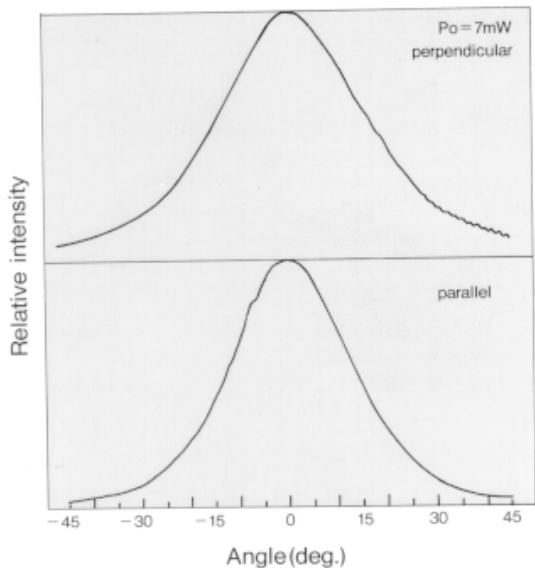 Po=7mW
perpendicular
Relative intensity
parallel
−45 −30 −15 0 15 30 45
Angle(deg.)